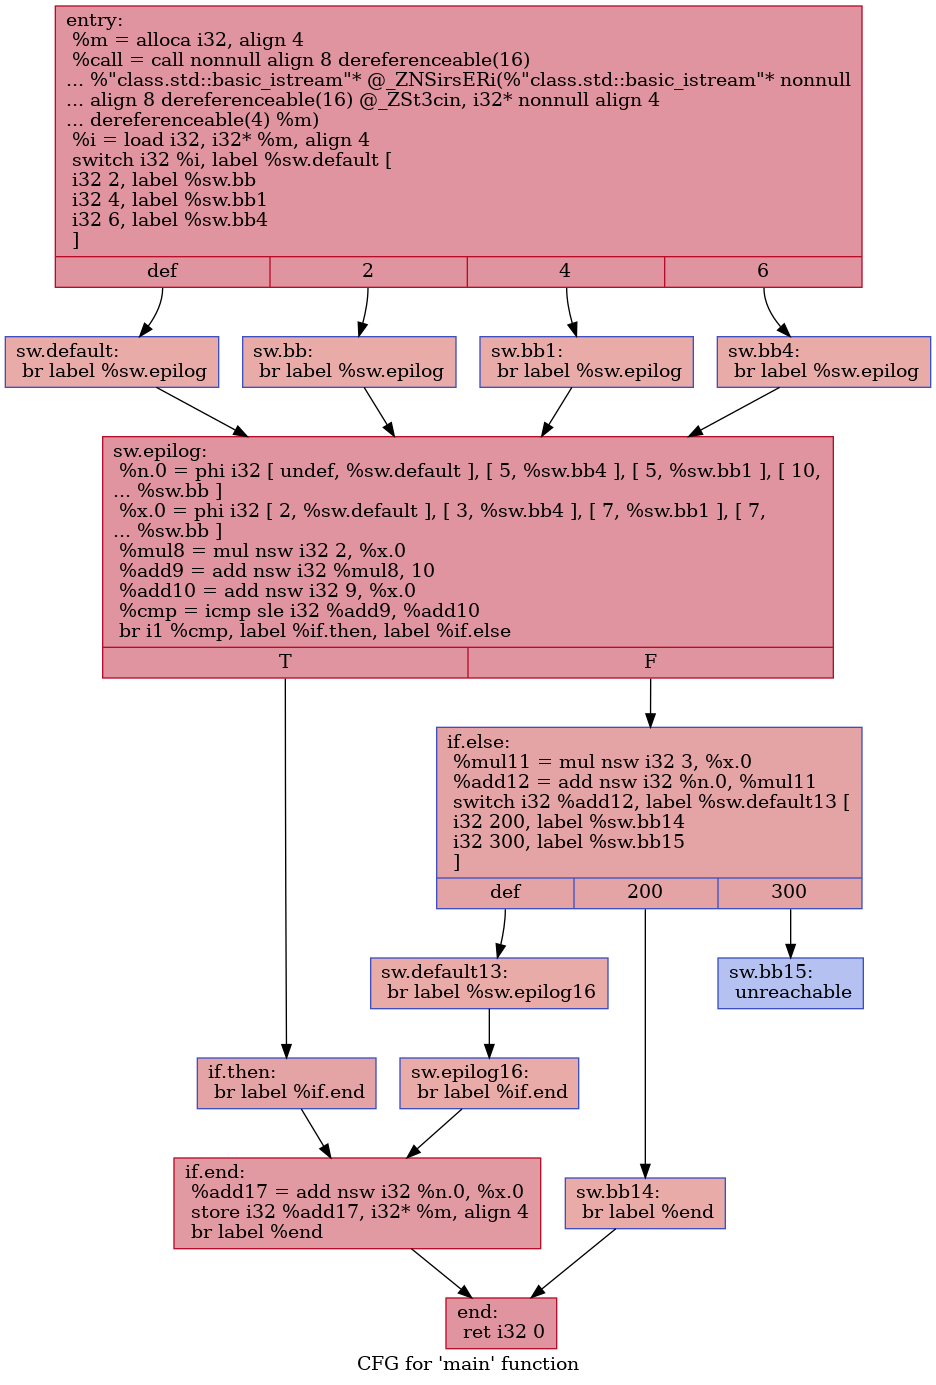 entry:
%m = alloca i32, align 4
%call = call nonnull align 8 dereferenceable(16)
... %"class.std::basic_istream"* @_ZNSirsERi(%"class.std::basic_istream"* nonnull
... align 8 dereferenceable(16) @_ZSt3cin, i32* nonnull align 4
... dereferenceable(4) %m)
%i = load i32, i32* %m, align 4
switch i32 %i, label %sw.default [
i32 2, label %sw.bb
i32 4, label %sw.bb1
i32 6, label %sw.bb4
]
def 2 4 6
sw.default:
br label %sw.epilog
sw.bb:
br label %sw.epilog
sw.bb1:
br label %sw.epilog
sw.bb4:
br label %sw.epilog
sw.epilog:
%n.0 = phi i32 [ undef, %sw.default ], [ 5, %sw.bb4 ], [ 5, %sw.bb1 ], [ 10,
... %sw.bb ]
%x.0 = phi i32 [ 2, %sw.default ], [ 3, %sw.bb4 ], [ 7, %sw.bb1 ], [ 7,
... %sw.bb ]
%mul8 = mul nsw i32 2, %x.0
%add9 = add nsw i32 %mul8, 10
%add10 = add nsw i32 9, %x.0
%cmp = icmp sle i32 %add9, %add10
br i1 %cmp, label %if.then, label %if.else
T F
if.else:
%mul11 = mul nsw i32 3, %x.0
%add12 = add nsw i32 %n.0, %mul11
switch i32 %add12, label %sw.default13 [
i32 200, label %sw.bb14
i32 300, label %sw.bb15
]
def 200 300
sw.default13:
br label %sw.epilog16
sw.bb15:
unreachable
if.then:
br label %if.end
sw.epilog16:
br label %if.end
if.end:
%add17 = add nsw i32 %n.0, %x.0
store i32 %add17, i32* %m, align 4
br label %end
sw.bb14:
br label %end
end:
ret i32 0
CFG for 'main' function